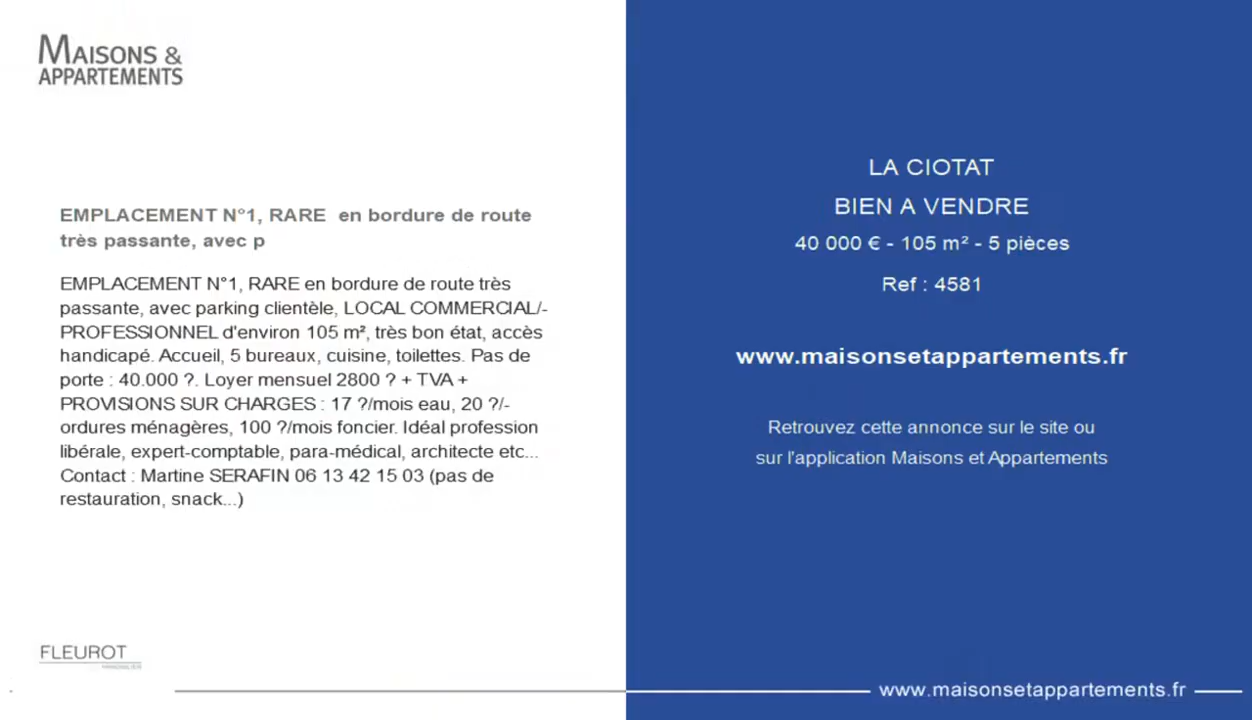 MAISONS &
APPARTEMENTS
EMPLACEMENT N°1, RARE  en bordure de route
très passante, avec p
EMPLACEMENT N°1, RARE en bordure de route très
passante, avec parking clientèle, LOCAL COMMERCIAL/-
PROFESSIONNEL d'environ 105 m², très bon état, accès
handicapé. Accueil, 5 bureaux, cuisine, toilettes. Pas de
porte : 40.000 ?. Loyer mensuel 2800 ? + TVA +
PROVISIONS SUR CHARGES : 17 ?/mois eau, 20 ?/-
ordures ménagères, 100 ?/mois foncier. Idéal profession
libérale, expert-comptable, para-médical, architecte etc...
Contact : Martine SERAFIN 06 13 42 15 03 (pas de
restauration, snack...)
FLEUROT
LA CIOTAT
BIEN A VENDRE
40 000 € - 105 m² - 5 pièces
Ref : 4581
www.maisonsetappartements.fr
Retrouvez cette annonce sur le site ou
sur l'application Maisons et Appartements
www.maisonsetappartements.fr